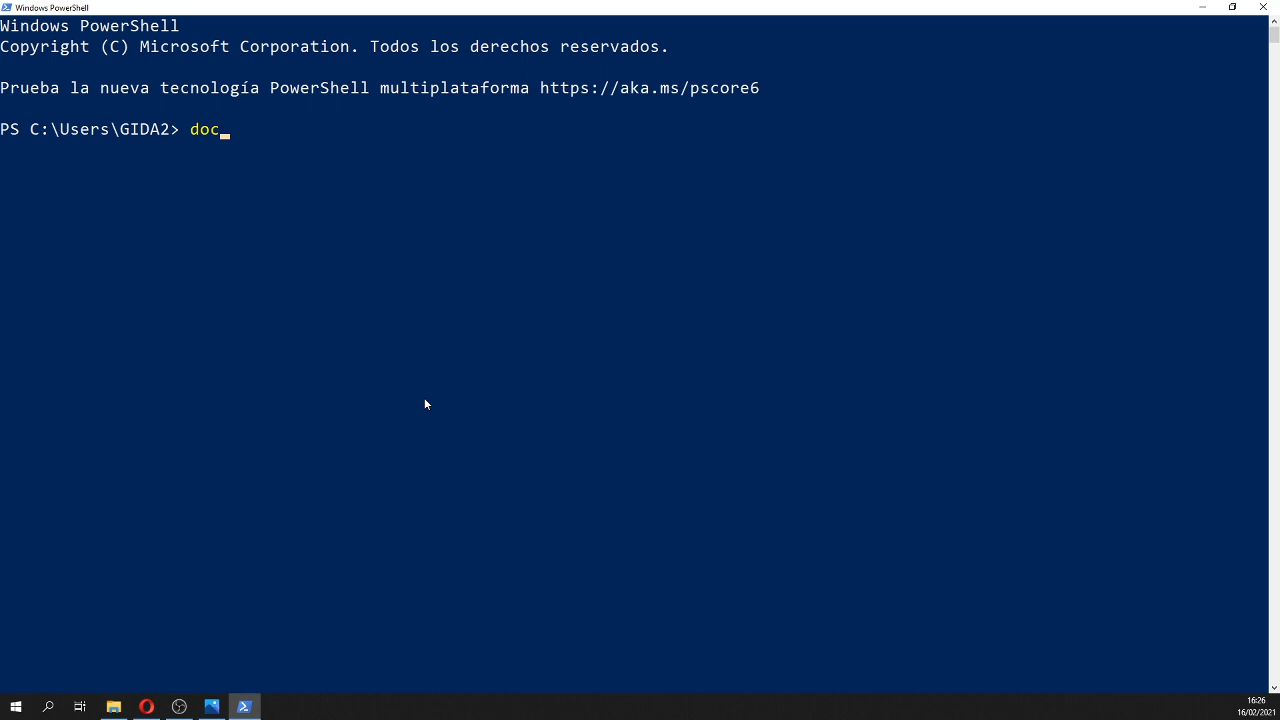 Windows PowerShell
Windows PowerShell
Copyright (C) Microsoft Corporation. Todos los derechos reservados.
Prueba la nueva tecnología PowerShell multiplataforma https://aka.ms/pscore6
PS C:\Users\GIDA2> doc_
16:26
16/02/2021